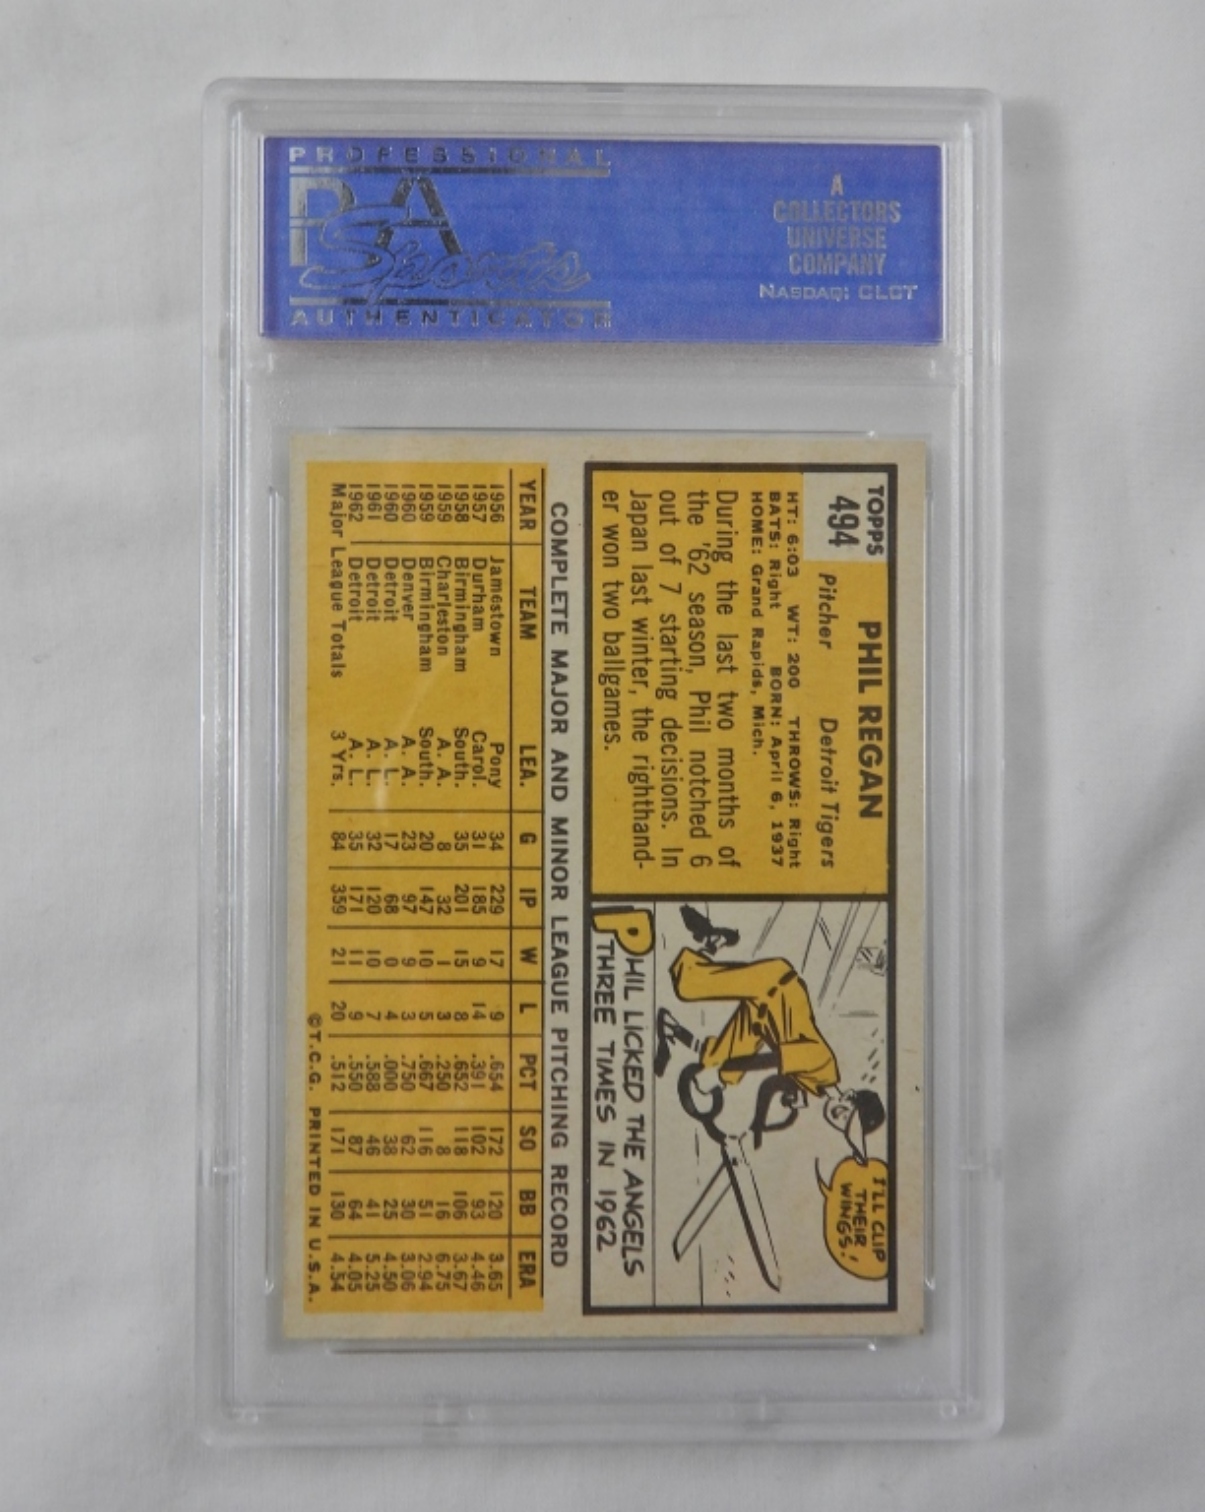 PROFESSIONAL
PSA
Sports
AUTHENTICATOR
A
COLLECTORS
UNIVERSE
COMPANY
NASDAQ: CLCT
TOPPS
494
PHIL REGAN
Pitcher Detroit Tigers
HT: 6:03 WT: 200 THROWS: Right
BATS: Right BORN: April 6, 1937
HOME: Grand Rapids, Mich.
During the last two months of
the '62 season, Phil notched 6
out of 7 starting decisions. In
Japan last winter, the righthand-
er won two ballgames.
I'LL CLIP
THEIR
WINGS!
PHIL LICKED THE ANGELS
THREE TIMES IN 1962
COMPLETE MAJOR AND MINOR LEAGUE PITCHING RECORD
YEAR TEAM LEA. G IP W L PCT SO BB ERA
1956 Jamestown Pony 34 229 17 9 .654 172 120 3.65
1957 Durham Carol. 31 185 9 14 .391 102 93 4.46
1958 Birmingham South. 35 201 15 8 .652 118 106 3.67
1959 Charleston A. A. 8 32 1 3 .250 8 16 6.75
1959 Birmingham South. 20 147 10 5 .667 116 51 2.94
1960 Denver A. A. 23 97 9 3 .750 62 30 3.06
1960 Detroit A. L. 17 68 0 4 .000 38 25 4.50
1961 Detroit A. L. 32 120 10 7 .588 46 41 5.25
1962 Detroit A. L. 35 171 11 9 .550 87 64 4.05
Major League Totals 3 Yrs. 84 359 21 20 .512 171 130 4.54
©T.C.G. PRINTED IN U.S.A.